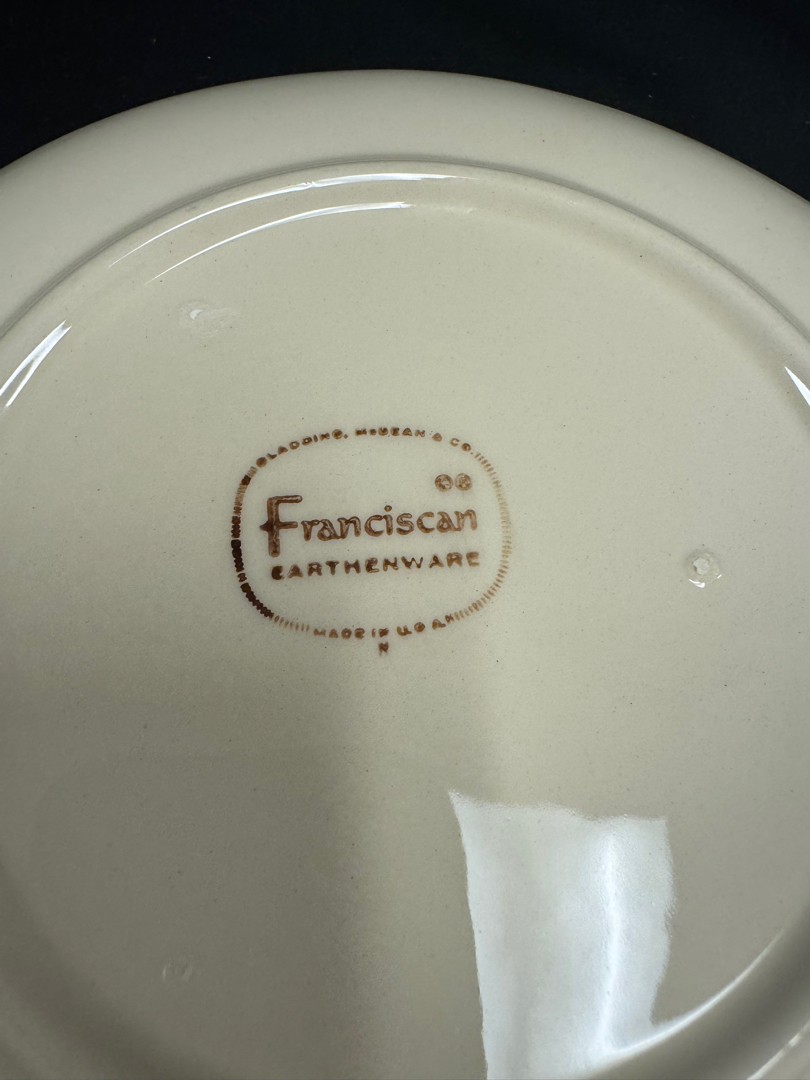 GLADDING, McBEAN & CO.
Franciscan
EARTHENWARE
MADE IN U.S.A.